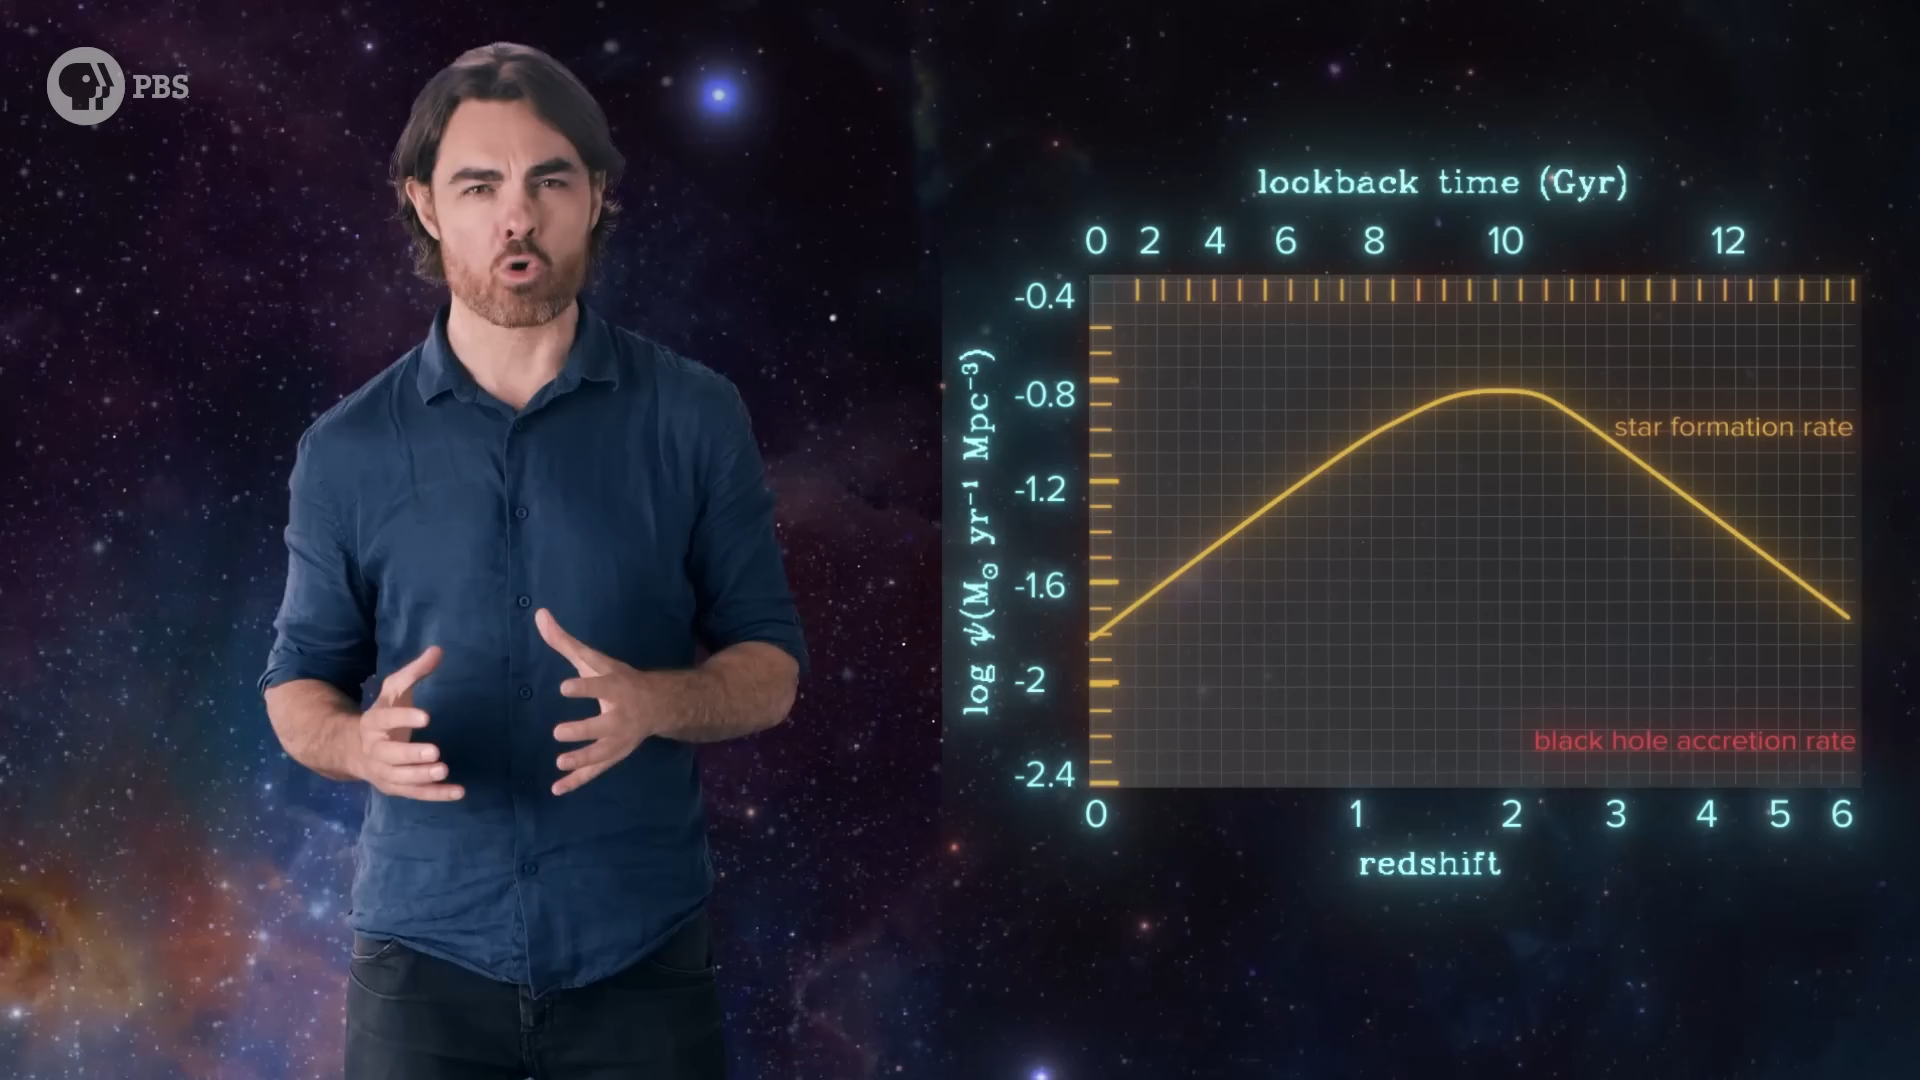 PBS
lookback time (Gyr)
0 2 4 6 8 10 12
-0.4
-0.8
-1.2
-1.6
-2
-2.4
log ψ(M☉ yr⁻¹ Mpc⁻³)
star formation rate
black hole accretion rate
0 1 2 3 4 5 6
redshift